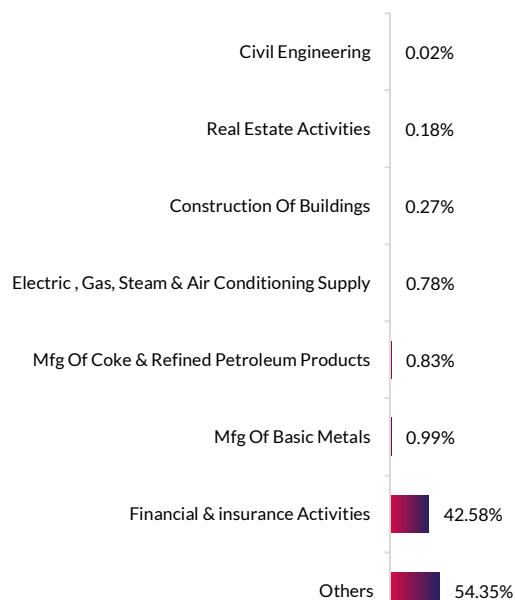 Civil Engineering 0.02%
Real Estate Activities 0.18%
Construction Of Buildings 0.27%
Electric , Gas, Steam & Air Conditioning Supply 0.78%
Mfg Of Coke & Refined Petroleum Products 0.83%
Mfg Of Basic Metals 0.99%
Financial & insurance Activities 42.58%
Others 54.35%